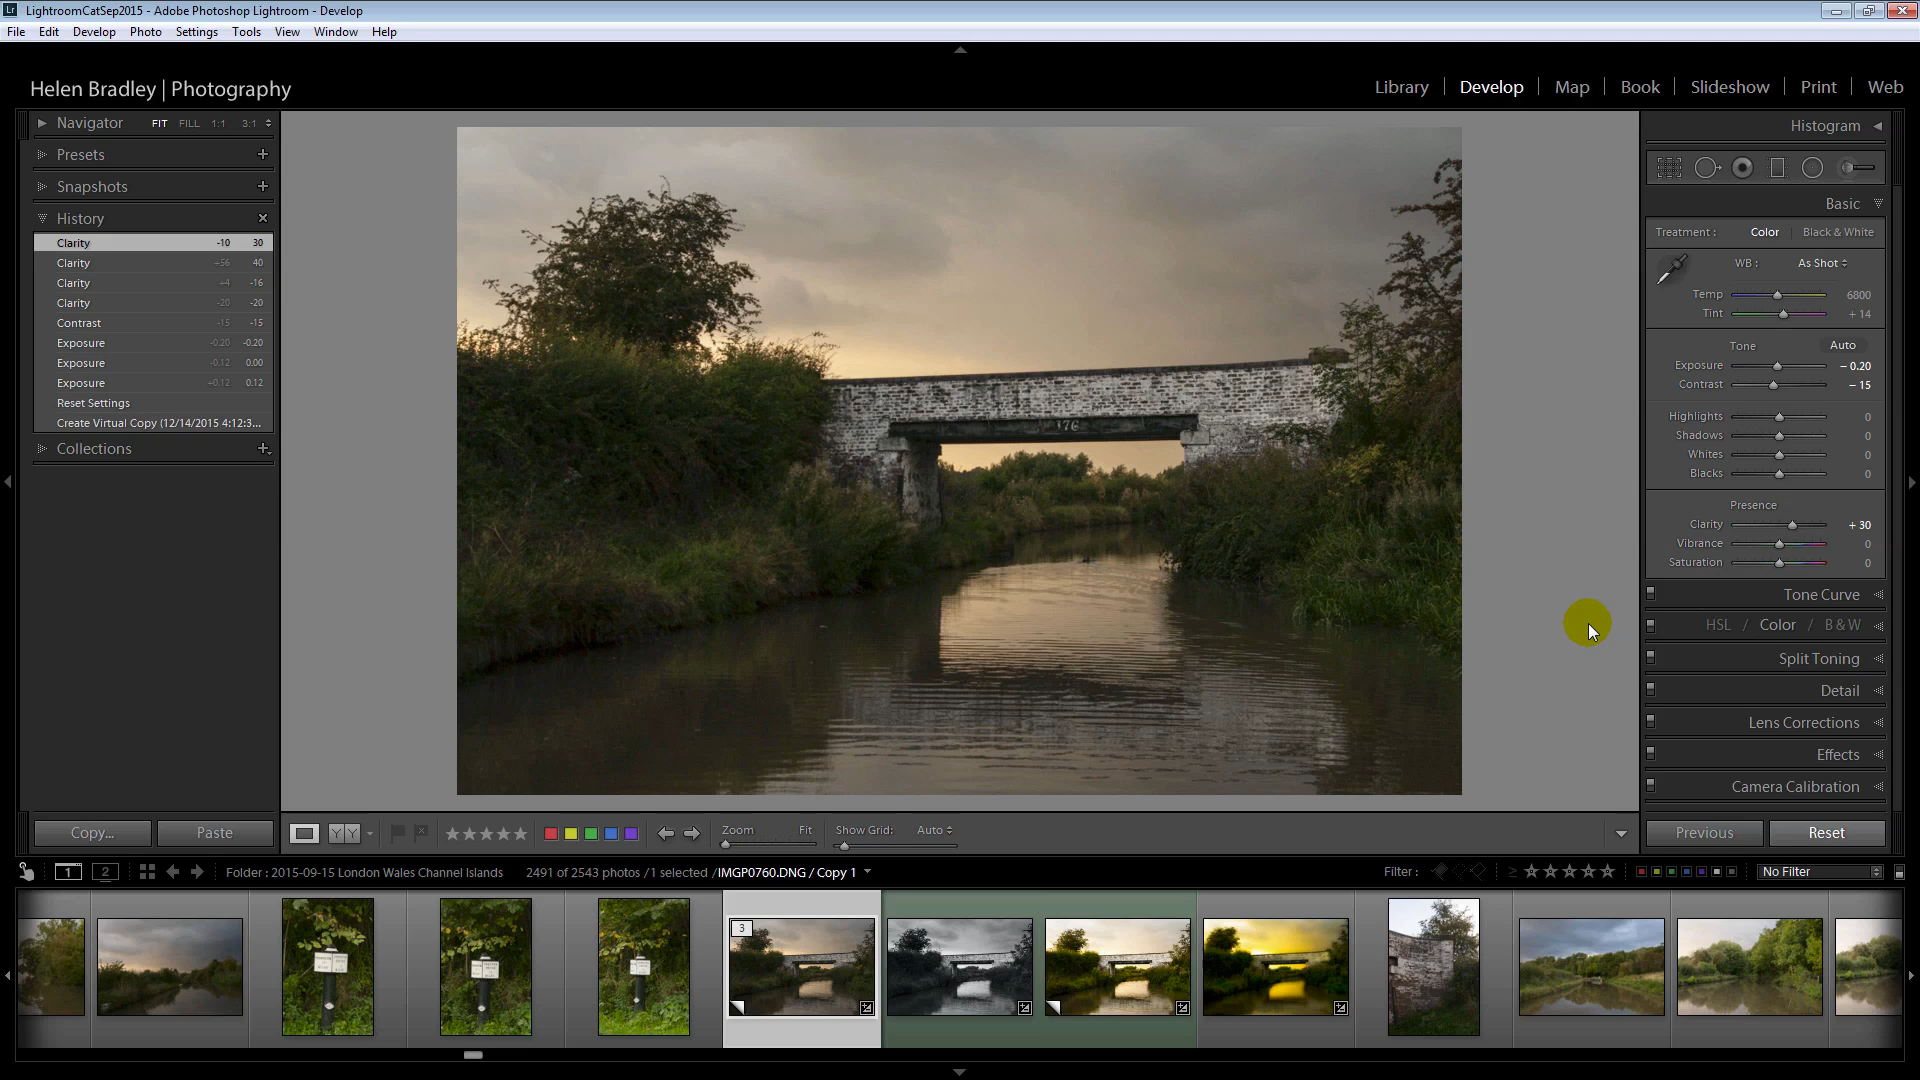 LightroomCatSep2015 - Adobe Photoshop Lightroom - Develop
File Edit Develop Photo Settings Tools View Window Help
Helen Bradley | Photography
Library | Develop | Map | Book | Slideshow | Print | Web
Navigator FIT FILL 1:1 3:1
Presets +
Snapshots +
History ×
Clarity -10 30
Clarity +56 40
Clarity +4 -16
Clarity -20 -20
Contrast -15 -15
Exposure -0.20 -0.20
Exposure -0.12 0.00
Exposure +0.12 0.12
Reset Settings
Create Virtual Copy (12/14/2015 4:12:3...
Collections +
Copy... Paste
176
Histogram
Basic
Treatment : Color | Black & White
WB : As Shot
Temp 6800
Tint + 14
Tone Auto
Exposure – 0.20
Contrast – 15
Highlights 0
Shadows 0
Whites 0
Blacks 0
Presence
Clarity + 30
Vibrance 0
Saturation 0
Tone Curve
HSL / Color / B & W
Split Toning
Detail
Lens Corrections
Effects
Camera Calibration
Previous Reset
Y Y Zoom Fit Show Grid: Auto
1 2 Folder : 2015-09-15 London Wales Channel Islands 2491 of 2543 photos / 1 selected / IMGP0760.DNG / Copy 1 Filter : ≥ No Filter
3